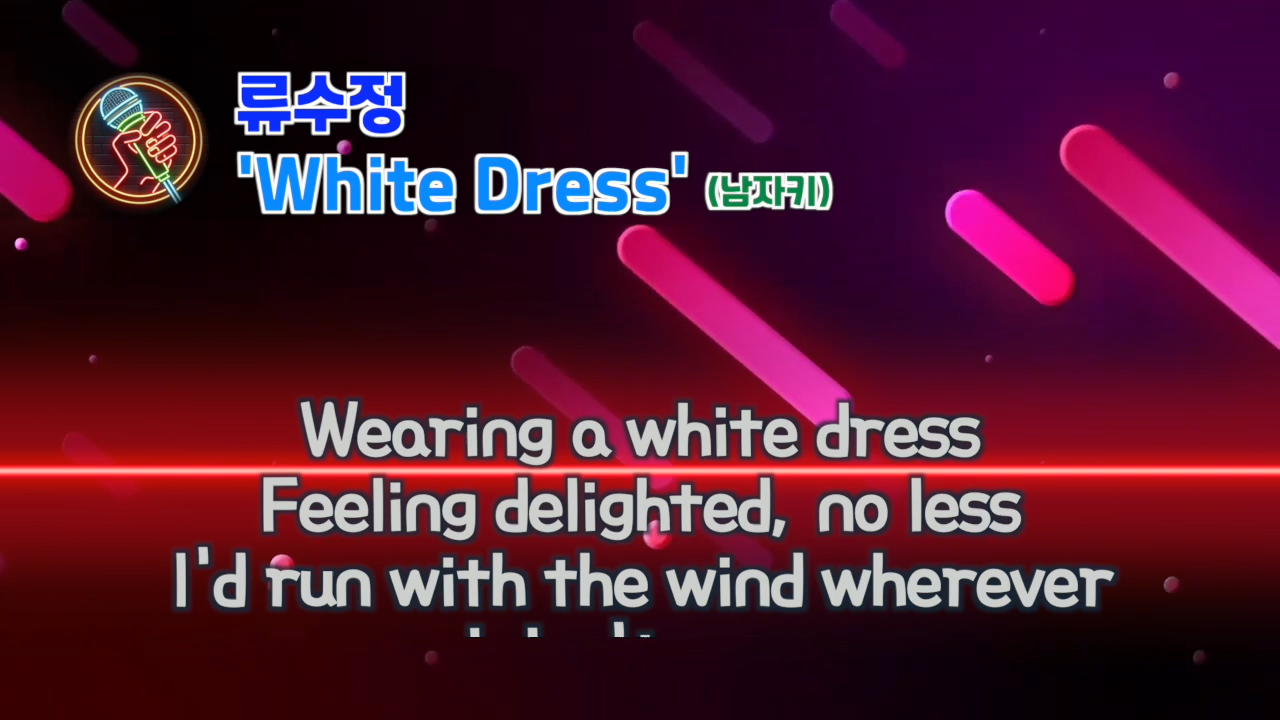 류수정
'White Dress' (남자키)
Wearing a white dress
Feeling delighted, no less
I'd run with the wind wherever